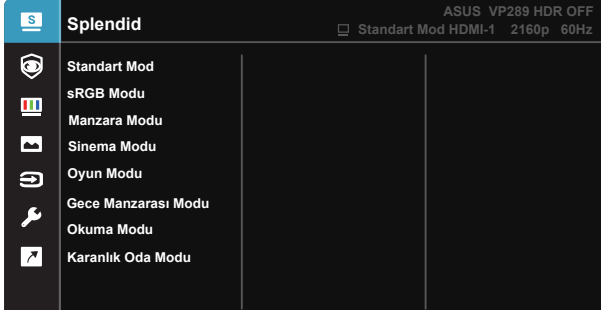 S
Splendid
ASUS VP289 HDR OFF
Standart Mod HDMI-1 2160p 60Hz
Standart Mod
sRGB Modu
Manzara Modu
Sinema Modu
Oyun Modu
Gece Manzarası Modu
Okuma Modu
Karanlık Oda Modu